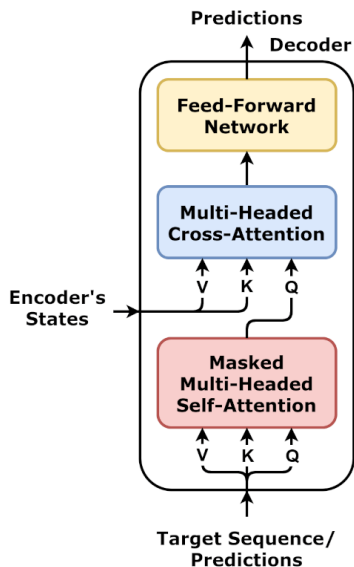 Predictions
Decoder
Feed-Forward
Network
Multi-Headed
Cross-Attention
V K Q
Encoder's
States
Masked
Multi-Headed
Self-Attention
V K Q
Target Sequence/
Predictions